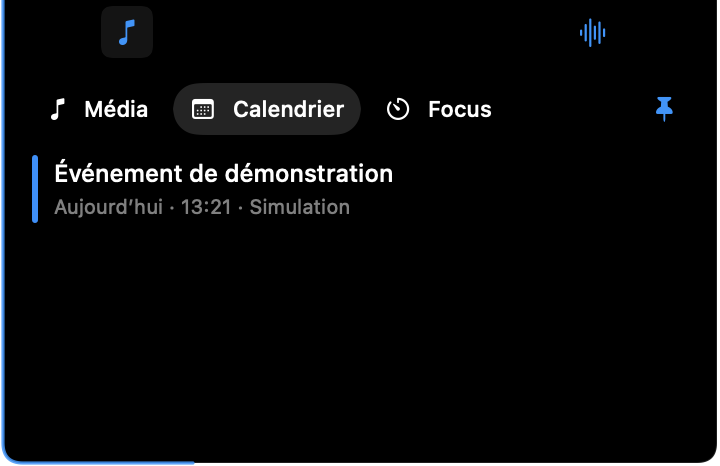 Média Calendrier Focus
Événement de démonstration
Aujourd’hui · 13:21 · Simulation